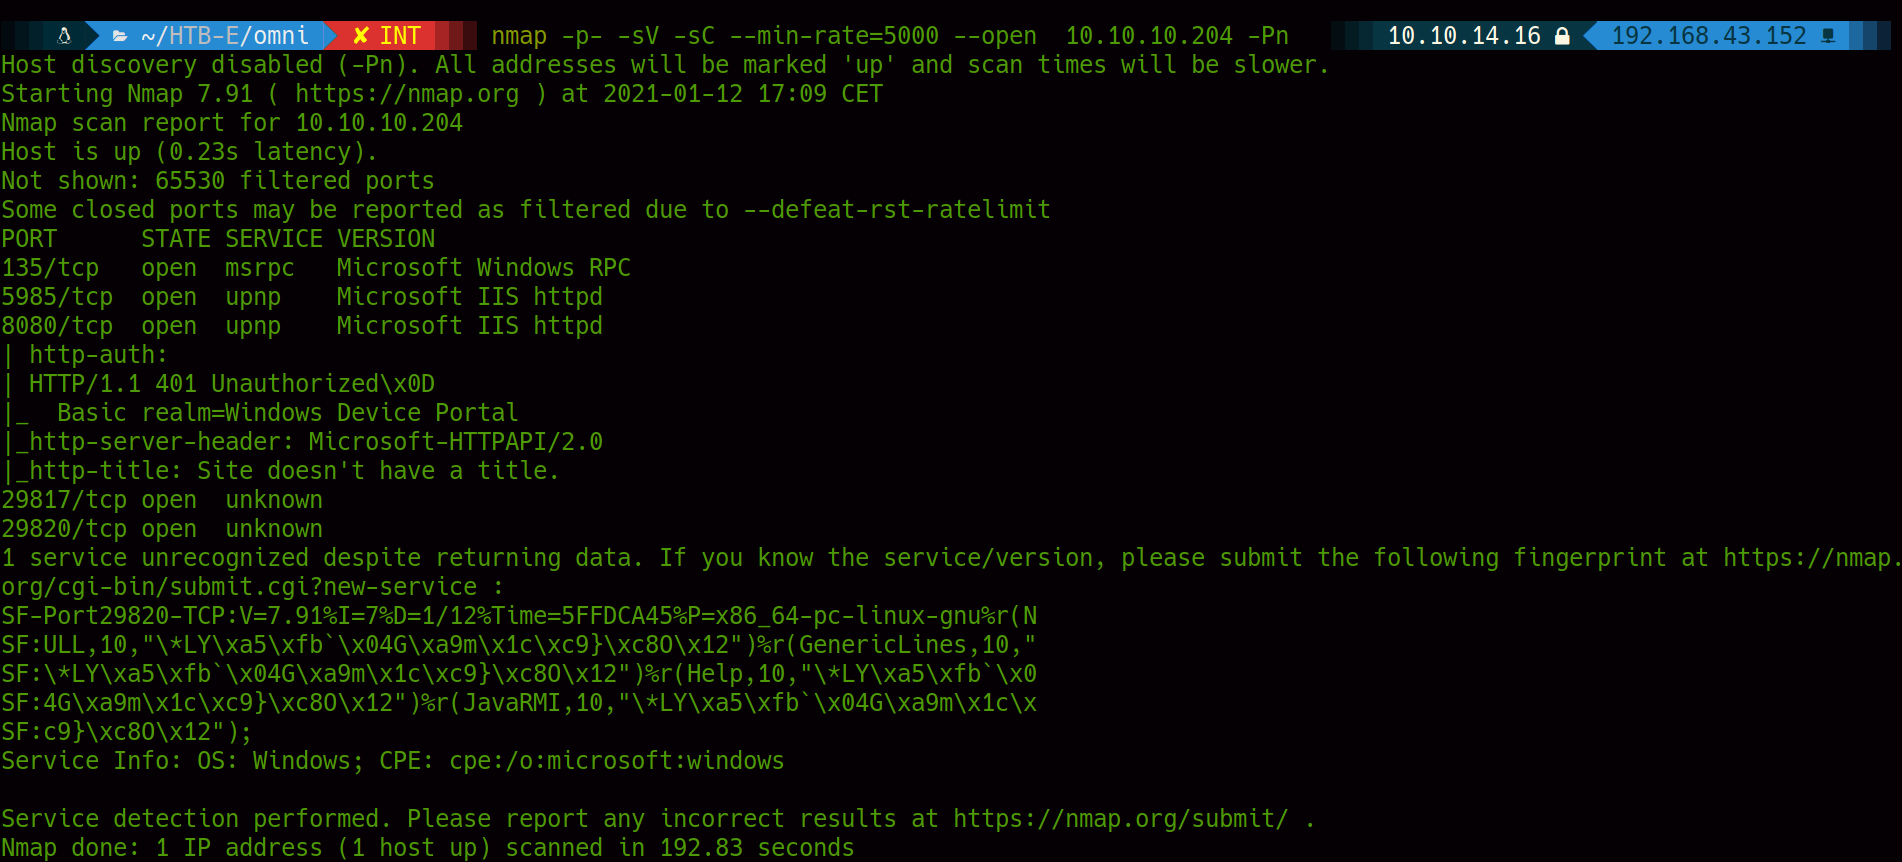 ~/HTB-E/omni ✘ INT nmap -p- -sV -sC --min-rate=5000 --open  10.10.10.204 -Pn 10.10.14.16 192.168.43.152
Host discovery disabled (-Pn). All addresses will be marked 'up' and scan times will be slower.
Starting Nmap 7.91 ( https://nmap.org ) at 2021-01-12 17:09 CET
Nmap scan report for 10.10.10.204
Host is up (0.23s latency).
Not shown: 65530 filtered ports
Some closed ports may be reported as filtered due to --defeat-rst-ratelimit
PORT      STATE SERVICE VERSION
135/tcp   open  msrpc   Microsoft Windows RPC
5985/tcp  open  upnp    Microsoft IIS httpd
8080/tcp  open  upnp    Microsoft IIS httpd
| http-auth:
| HTTP/1.1 401 Unauthorized\x0D
|_  Basic realm=Windows Device Portal
|_http-server-header: Microsoft-HTTPAPI/2.0
|_http-title: Site doesn't have a title.
29817/tcp open  unknown
29820/tcp open  unknown
1 service unrecognized despite returning data. If you know the service/version, please submit the following fingerprint at https://nmap.
org/cgi-bin/submit.cgi?new-service :
SF-Port29820-TCP:V=7.91%I=7%D=1/12%Time=5FFDCA45%P=x86_64-pc-linux-gnu%r(N
SF:ULL,10,"\*LY\xa5\xfb`\x04G\xa9m\x1c\xc9}\xc8O\x12")%r(GenericLines,10,"
SF:\*LY\xa5\xfb`\x04G\xa9m\x1c\xc9}\xc8O\x12")%r(Help,10,"\*LY\xa5\xfb`\x0
SF:4G\xa9m\x1c\xc9}\xc8O\x12")%r(JavaRMI,10,"\*LY\xa5\xfb`\x04G\xa9m\x1c\x
SF:c9}\xc8O\x12");
Service Info: OS: Windows; CPE: cpe:/o:microsoft:windows
Service detection performed. Please report any incorrect results at https://nmap.org/submit/ .
Nmap done: 1 IP address (1 host up) scanned in 192.83 seconds